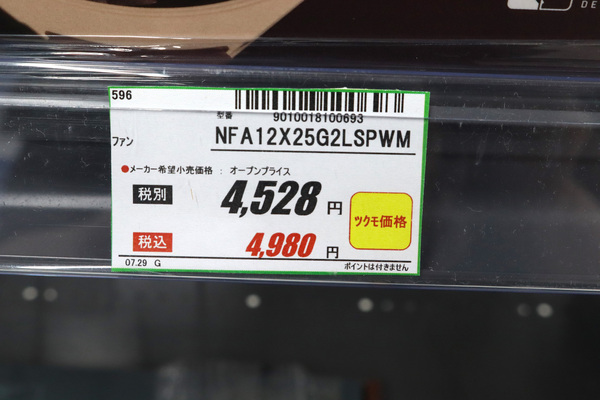 DE
596
型番 9010018100693
ファン
NFA12X25G2LSPWM
●メーカー希望小売価格 : オープンプライス
税別 4,528 円
ツクモ価格
税込 4,980 円
07.29 G
ポイントは付きません